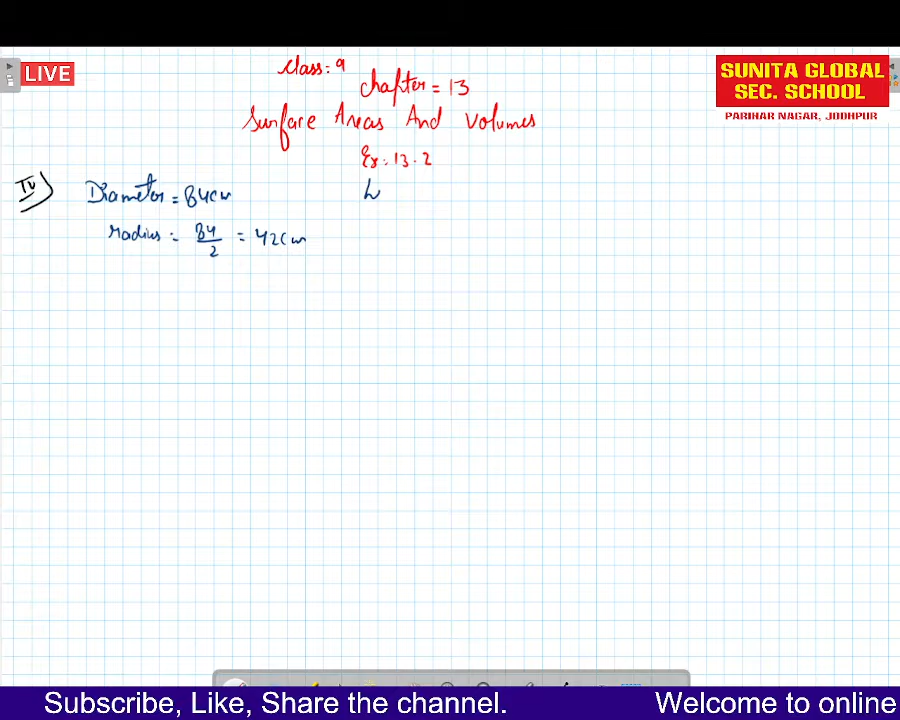 LIVE
Class: 9
SUNITA GLOBAL
SEC. SCHOOL
PARIHAR NAGAR, JODHPUR
Chapter = 13
Surface Areas And Volumes
Ex: 13.2
IV)
Diameter = 84cm
h
radius = 84/2 = 42cm
Subscribe, Like, Share the channel.
Welcome to online